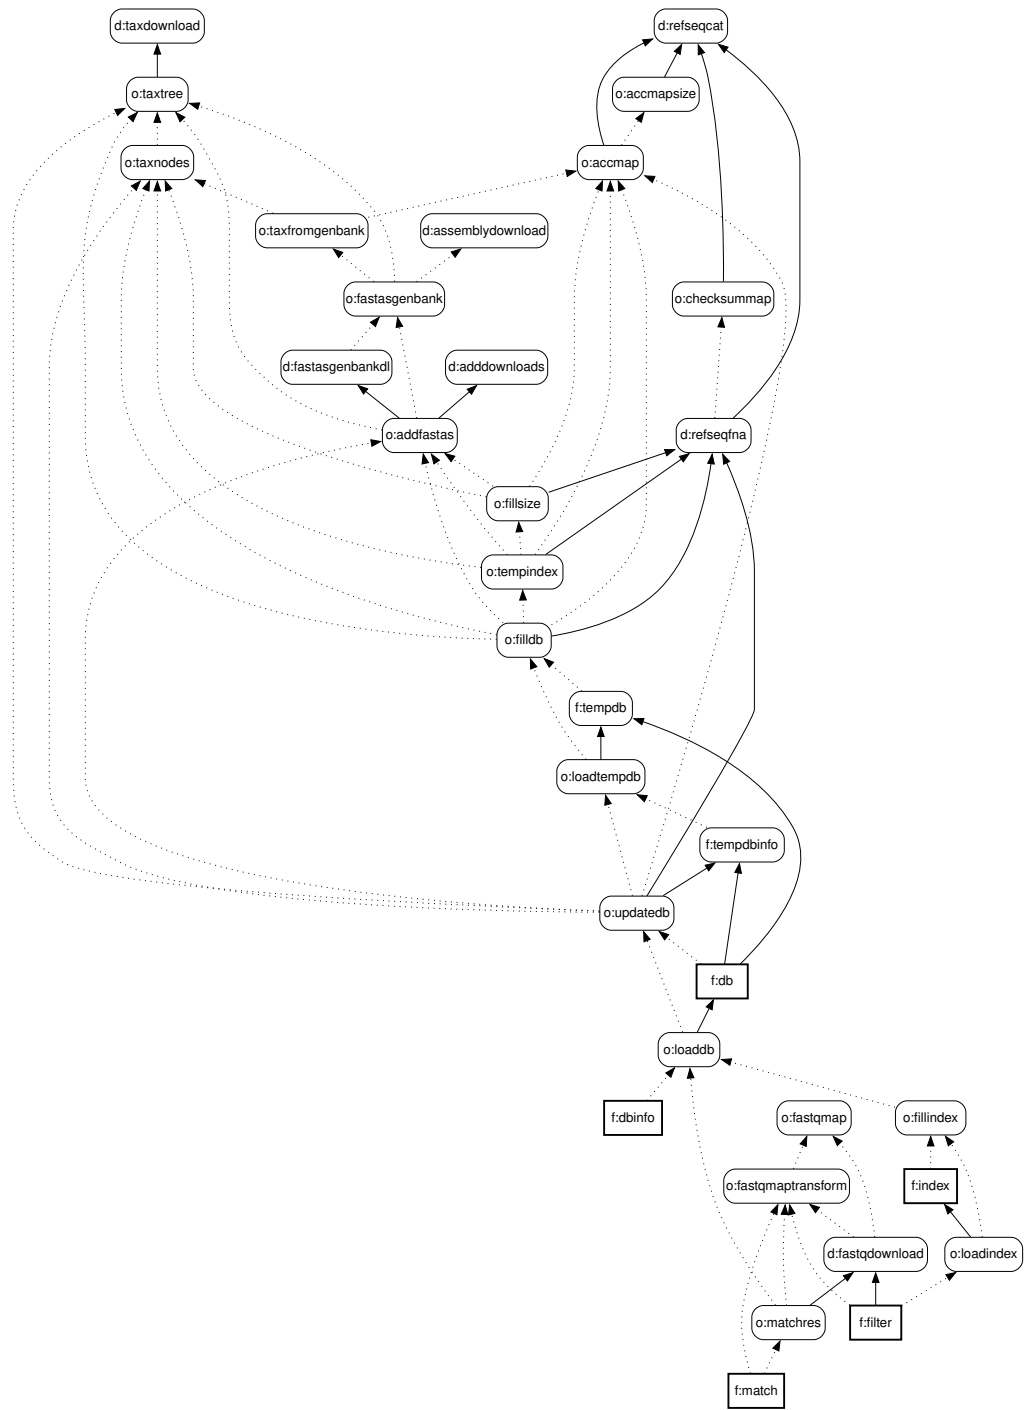 d:taxdownload
d:refseqcat
o:taxtree
o:accmapsize
o:taxnodes
o:accmap
o:taxfromgenbank
d:assemblydownload
o:fastasgenbank
o:checksummap
d:fastasgenbankdl
d:adddownloads
o:addfastas
d:refseqfna
o:fillsize
o:tempindex
o:filldb
f:tempdb
o:loadtempdb
f:tempdbinfo
o:updatedb
f:db
o:loaddb
f:dbinfo
o:fastqmap
o:fillindex
o:fastqmaptransform
f:index
d:fastqdownload
o:loadindex
o:matchres
f:filter
f:match